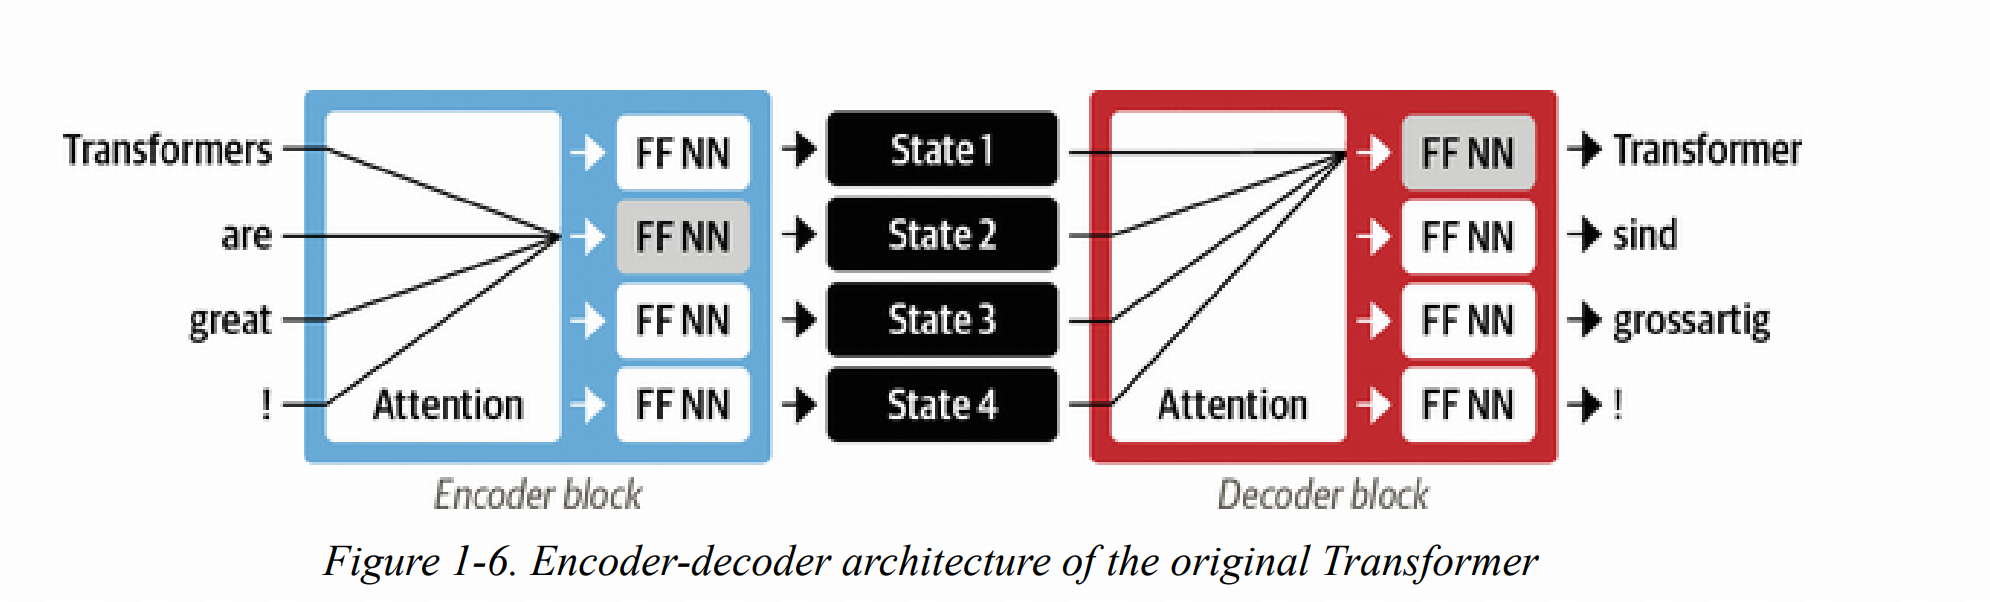 Transformers FF NN State 1 FF NN Transformer
are FF NN State 2 FF NN sind
great FF NN State 3 FF NN grossartig
! Attention FF NN State 4 Attention FF NN !
Encoder block Decoder block
Figure 1-6. Encoder-decoder architecture of the original Transformer